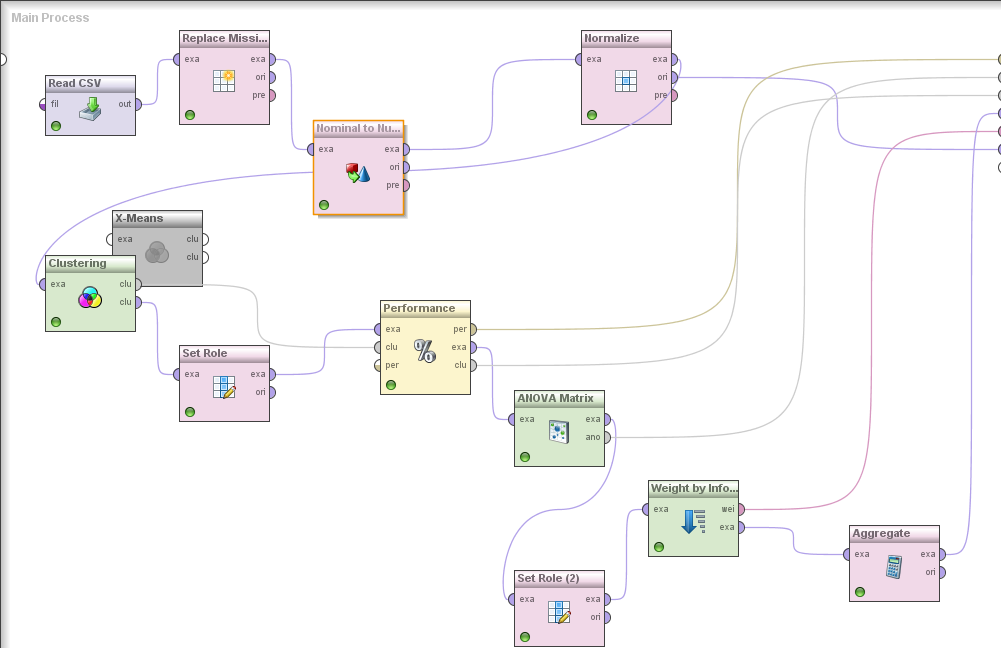 Main Process
Read CSV
fil
out
Replace Missi...
exa
exa
ori
pre
Nominal to Nu...
exa
exa
ori
pre
Normalize
exa
exa
ori
pre
X-Means
exa
clu
clu
Clustering
exa
clu
clu
Set Role
exa
exa
ori
Performance
exa
per
clu
exa
per
clu
%
ANOVA Matrix
exa
exa
ano
Set Role (2)
exa
exa
ori
Weight by Info...
exa
wei
exa
Aggregate
exa
exa
ori